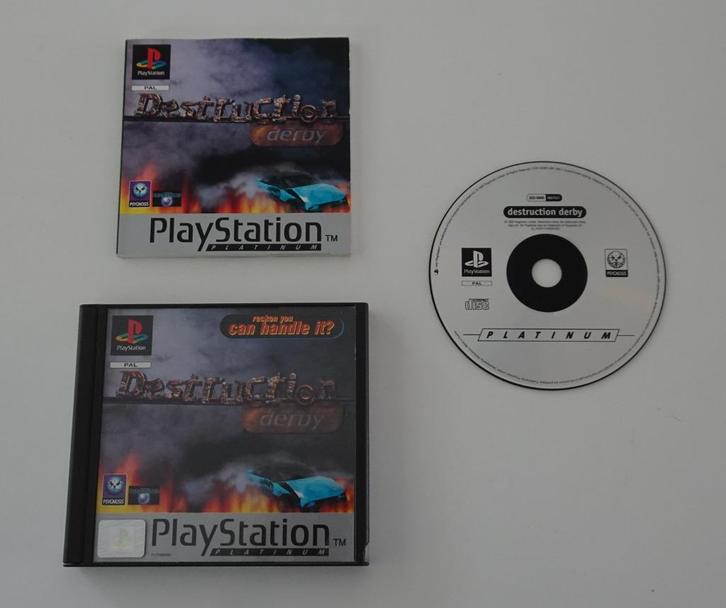 PlayStation
PAL
Destruction
derby
PSYGNOSIS
PlayStation TM
PLATINUM
reckon you
can handle it?
PlayStation
PAL
Destruction
derby
PSYGNOSIS
PlayStation TM
PLATINUM
destruction derby
PlayStation
PAL
PSYGNOSIS
disc
PLATINUM